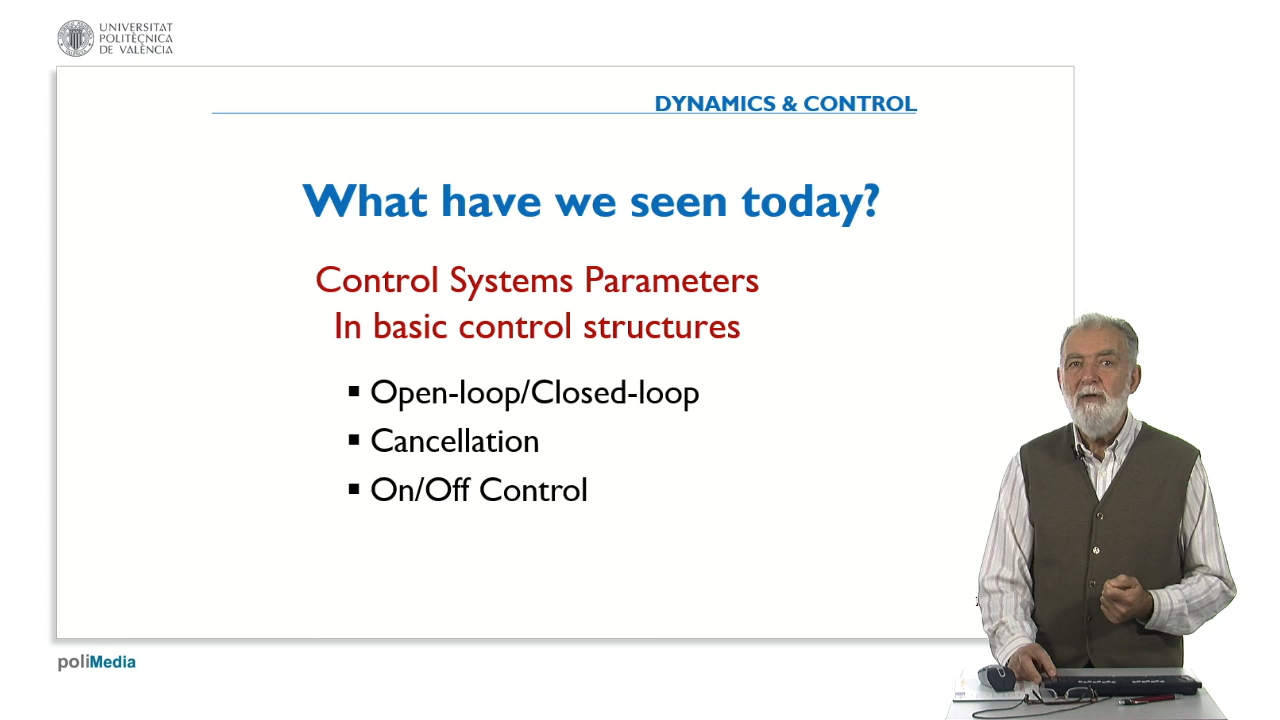 UNIVERSITAT
POLITÈCNICA
DE VALÈNCIA
DYNAMICS & CONTROL
What have we seen today?
Control Systems Parameters
In basic control structures
▪ Open-loop/Closed-loop
▪ Cancellation
▪ On/Off Control
poliMedia